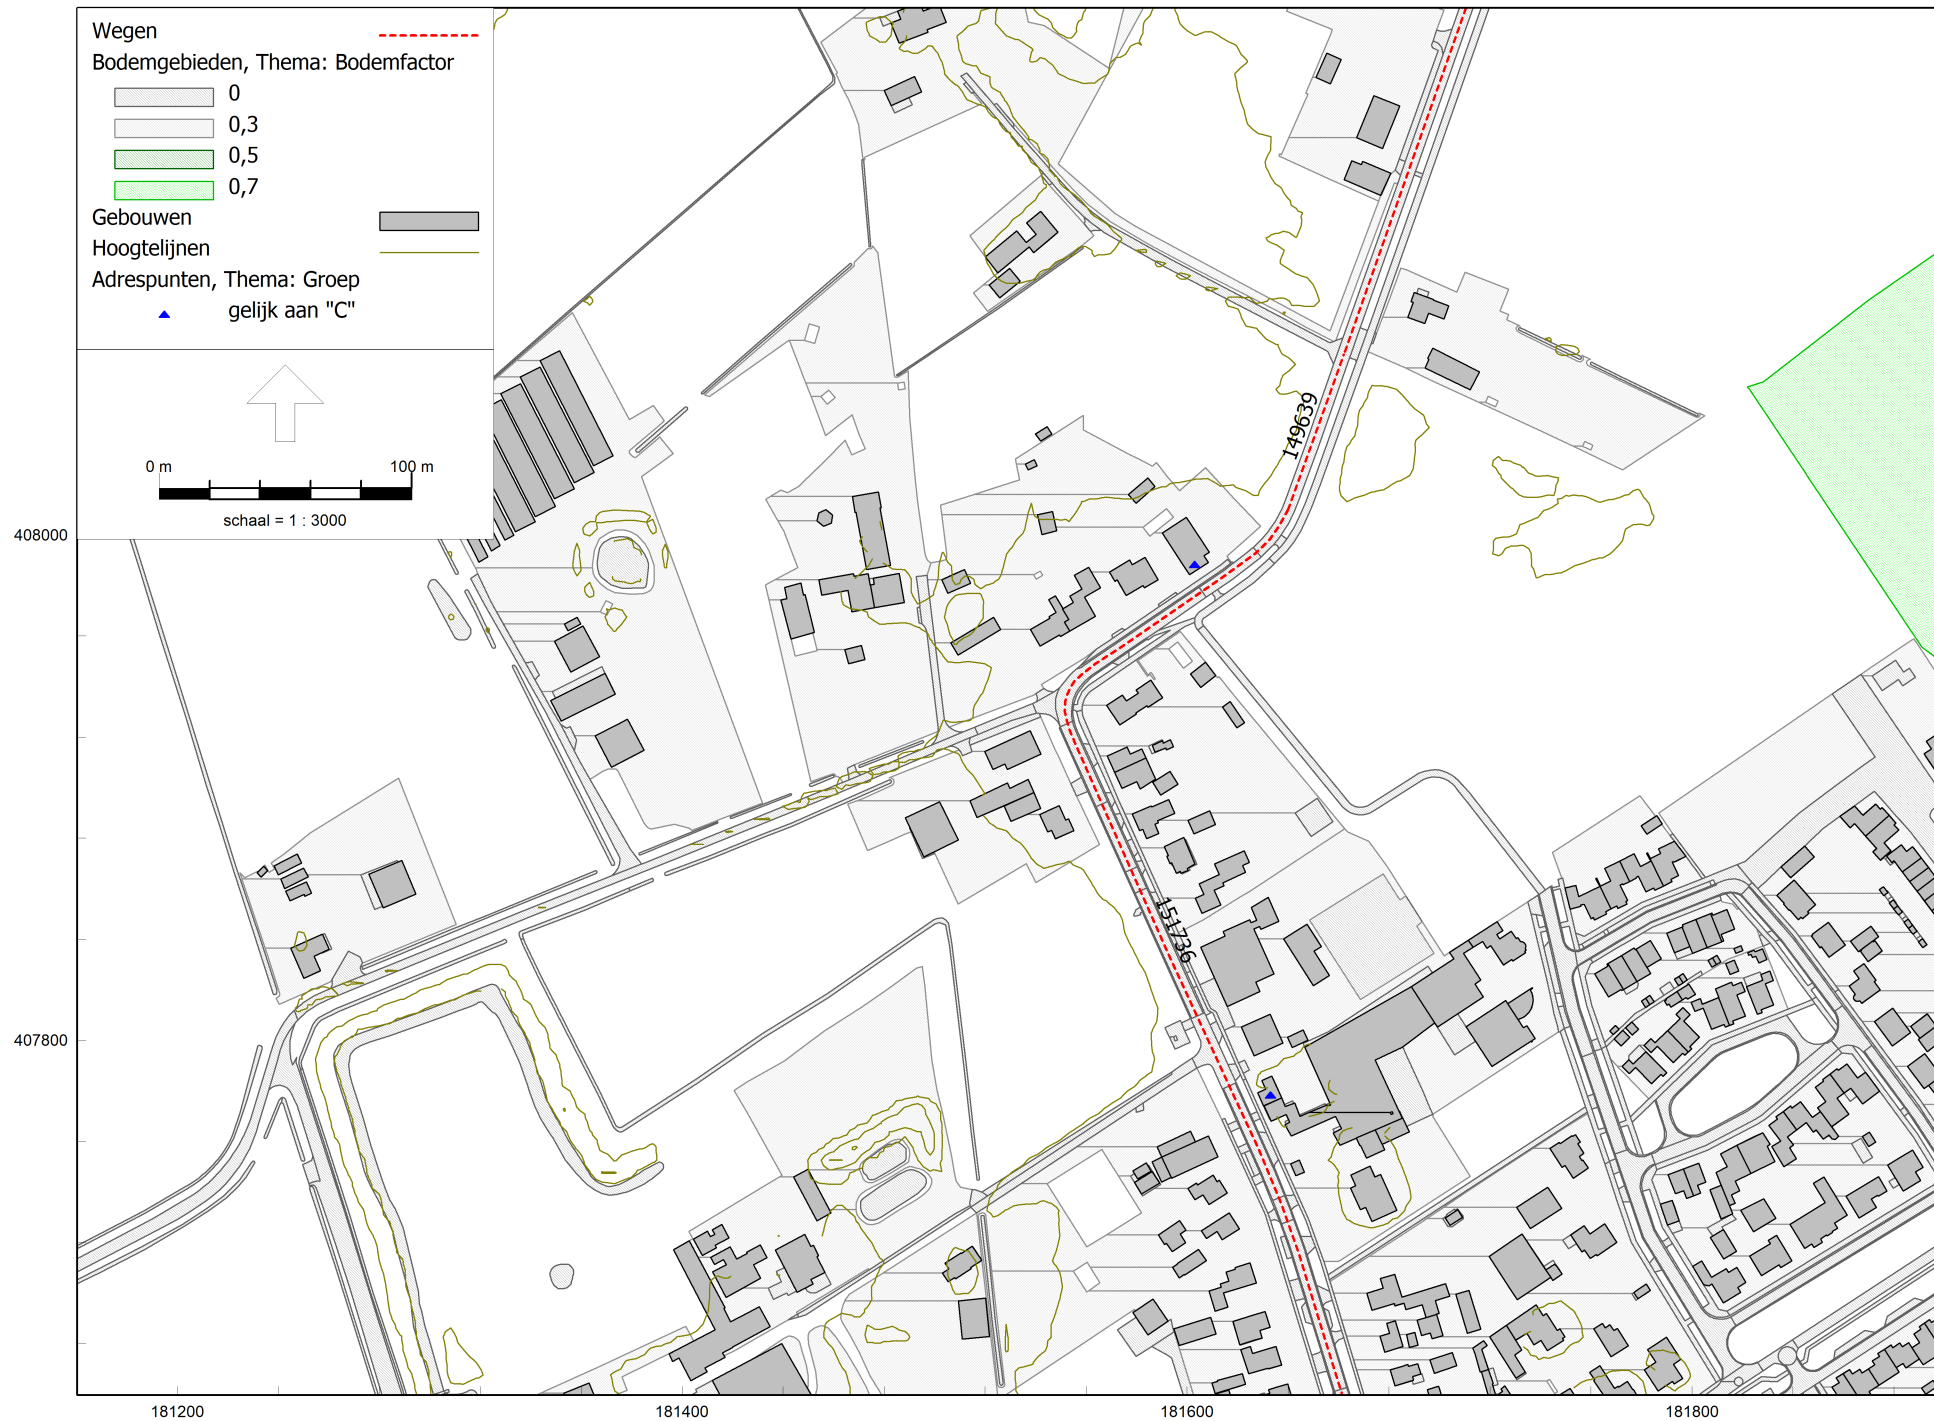 Wegen
Bodemgebieden, Thema: Bodemfactor
0
0,3
0,5
0,7
Gebouwen
Hoogtelijnen
Adrespunten, Thema: Groep
gelijk aan "C"
0 m 100 m
schaal = 1 : 3000
149639
151736
408000
407800
181200 181400 181600 181800